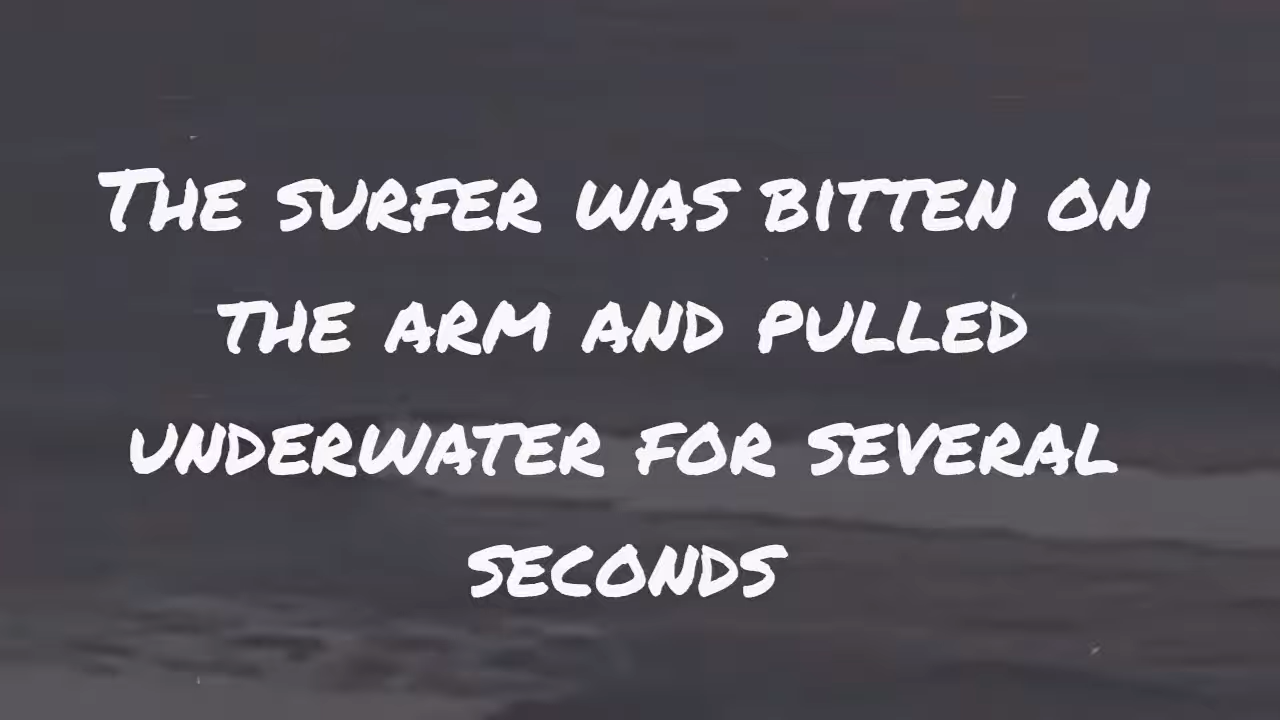 The surfer was bitten on
the arm and pulled
underwater for several
seconds